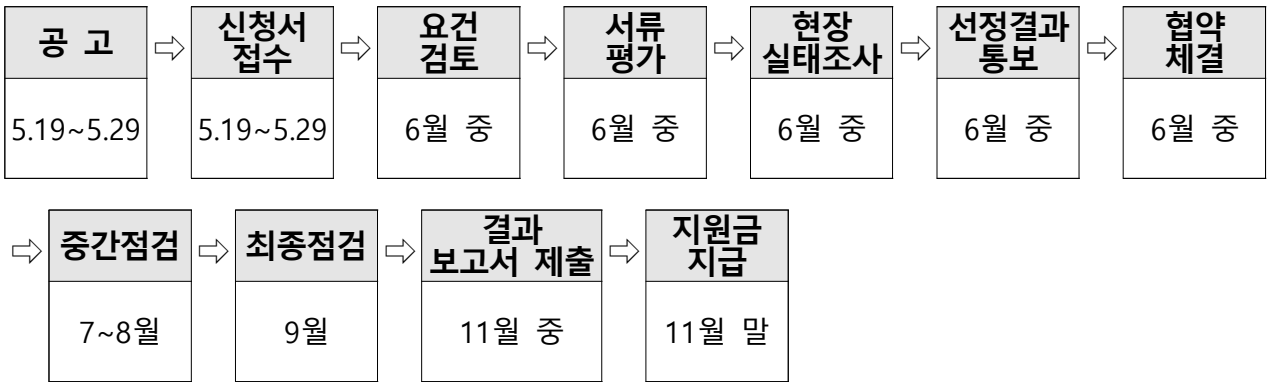 공 고
신청서
접수
요건
검토
서류
평가
현장
실태조사
선정결과
통보
협약
체결
5.19~5.29
5.19~5.29
6월 중
6월 중
6월 중
6월 중
6월 중
중간점검
최종점검
결과
보고서 제출
지원금
지급
7~8월
9월
11월 중
11월 말